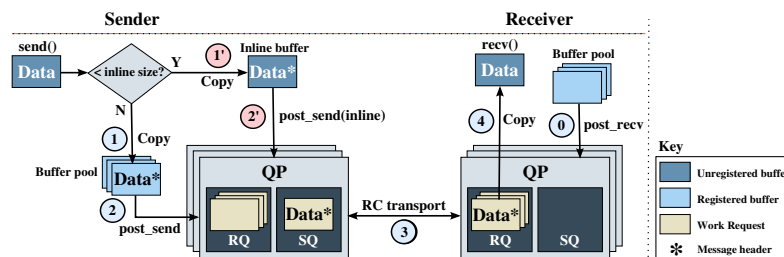 Sender
Receiver
send()
Data
< inline size?
Y
1'
Copy
Inline buffer
Data*
2'
post_send(inline)
N
1
Copy
Buffer pool
Data*
2
post_send
QP
RQ
Data*
SQ
RC transport
3
recv()
Data
4
Copy
Buffer pool
0
post_recv
QP
Data*
RQ
SQ
Key
Unregistered buffe
Registered buffer
Work Request
* Message header